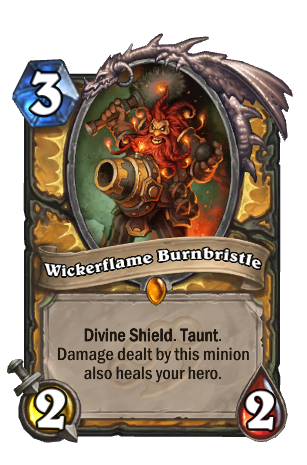 3
Wickerflame Burnbristle
Divine Shield. Taunt.
Damage dealt by this minion
also heals your hero.
2
2